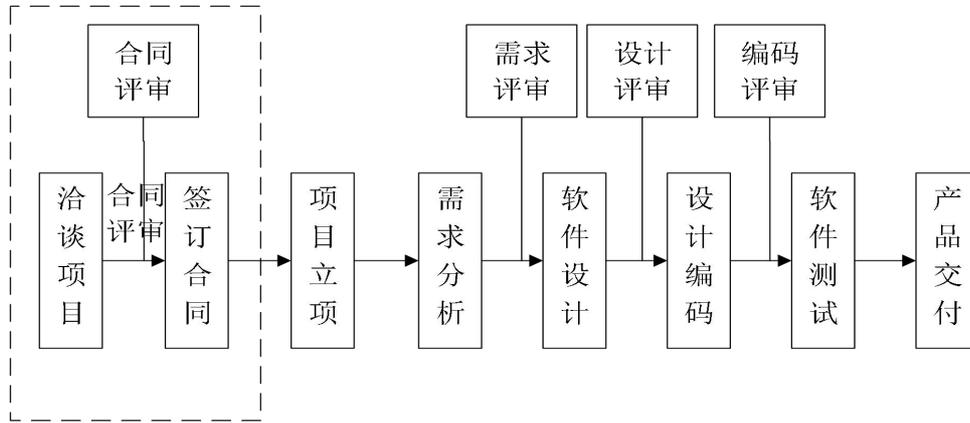 合同
评审
需求
评审
设计
评审
编码
评审
洽谈项目
合同
评审
签订合同
项目立项
需求分析
软件设计
设计编码
软件测试
产品交付